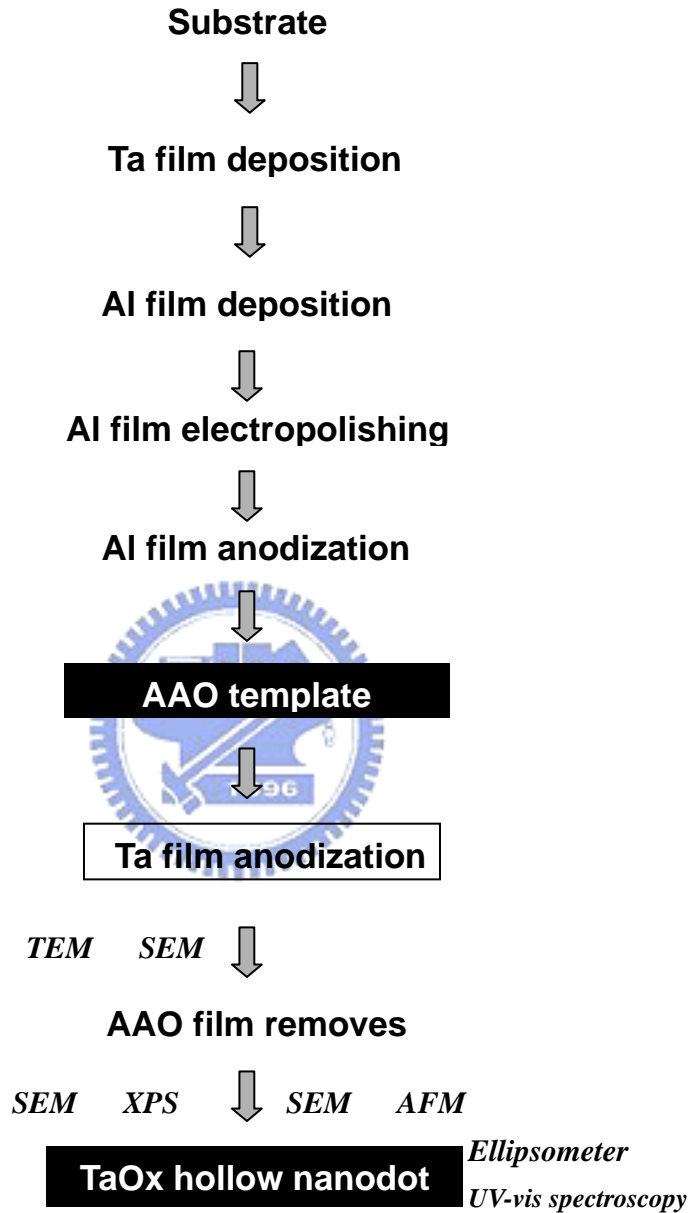 Substrate
Ta film deposition
Al film deposition
Al film electropolishing
Al film anodization
AAO template
1896
Ta film anodization
TEM SEM
AAO film removes
SEM XPS SEM AFM
TaOx hollow nanodot
Ellipsometer
UV-vis spectroscopy